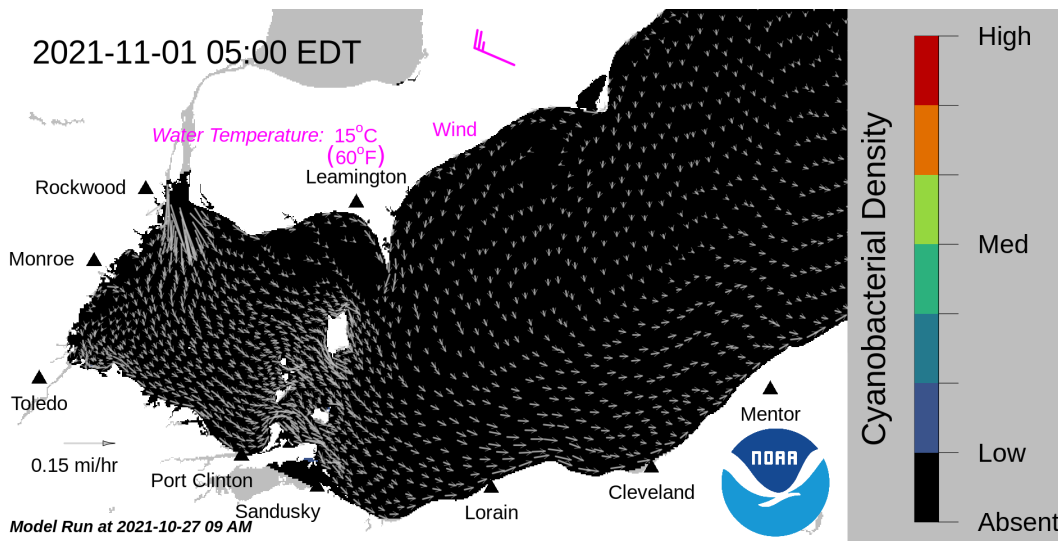 2021-11-01 05:00 EDT
Water Temperature: 15°C
(60°F)
Wind
Leamington
Rockwood
Monroe
Toledo
0.15 mi/hr
Port Clinton
Sandusky
Lorain
Cleveland
Mentor
NOAA
Model Run at 2021-10-27 09 AM
Cyanobacterial Density
High
Med
Low
Absent